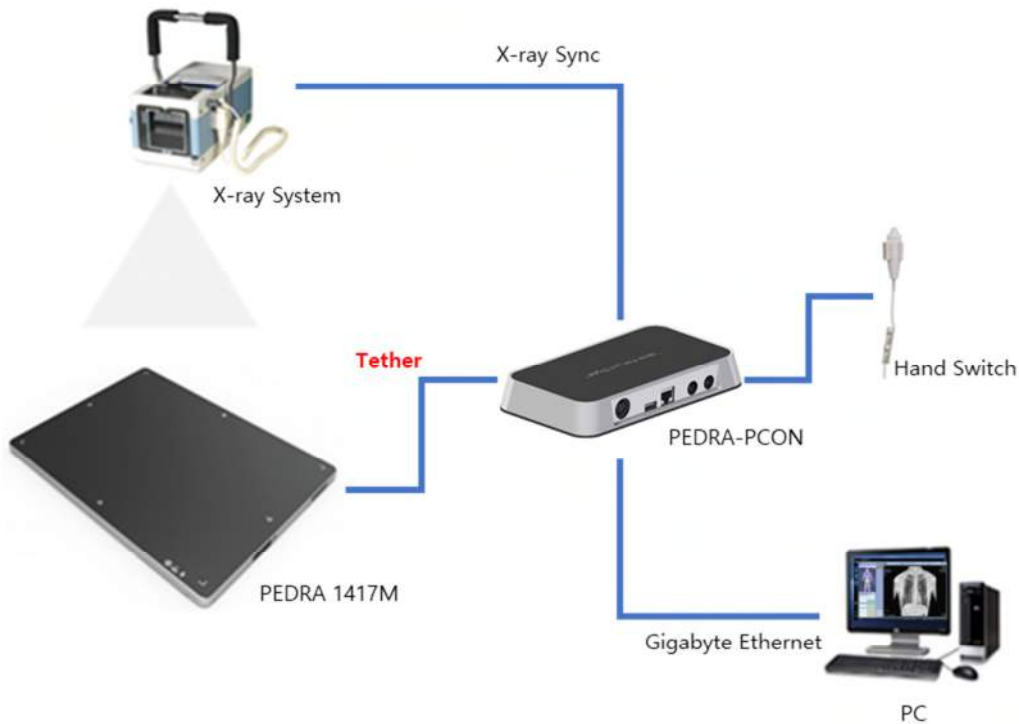 X-ray Sync
X-ray System
Tether
Hand Switch
PEDRA-PCON
PEDRA 1417M
Gigabyte Ethernet
PC